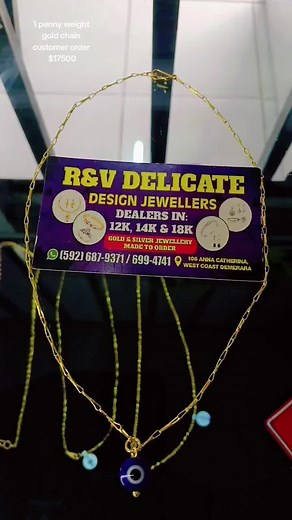 1 penny weight
gold chain
customer order
$17500
R&V DELICATE
DESIGN JEWELLERS
DEALERS IN:
12K, 14K & 18K
GOLD & SILVER JEWELLERY
MADE TO ORDER
(592) 687-9371 / 699-4741
106 ANNA CATHERINA,
WEST COAST DEMERARA